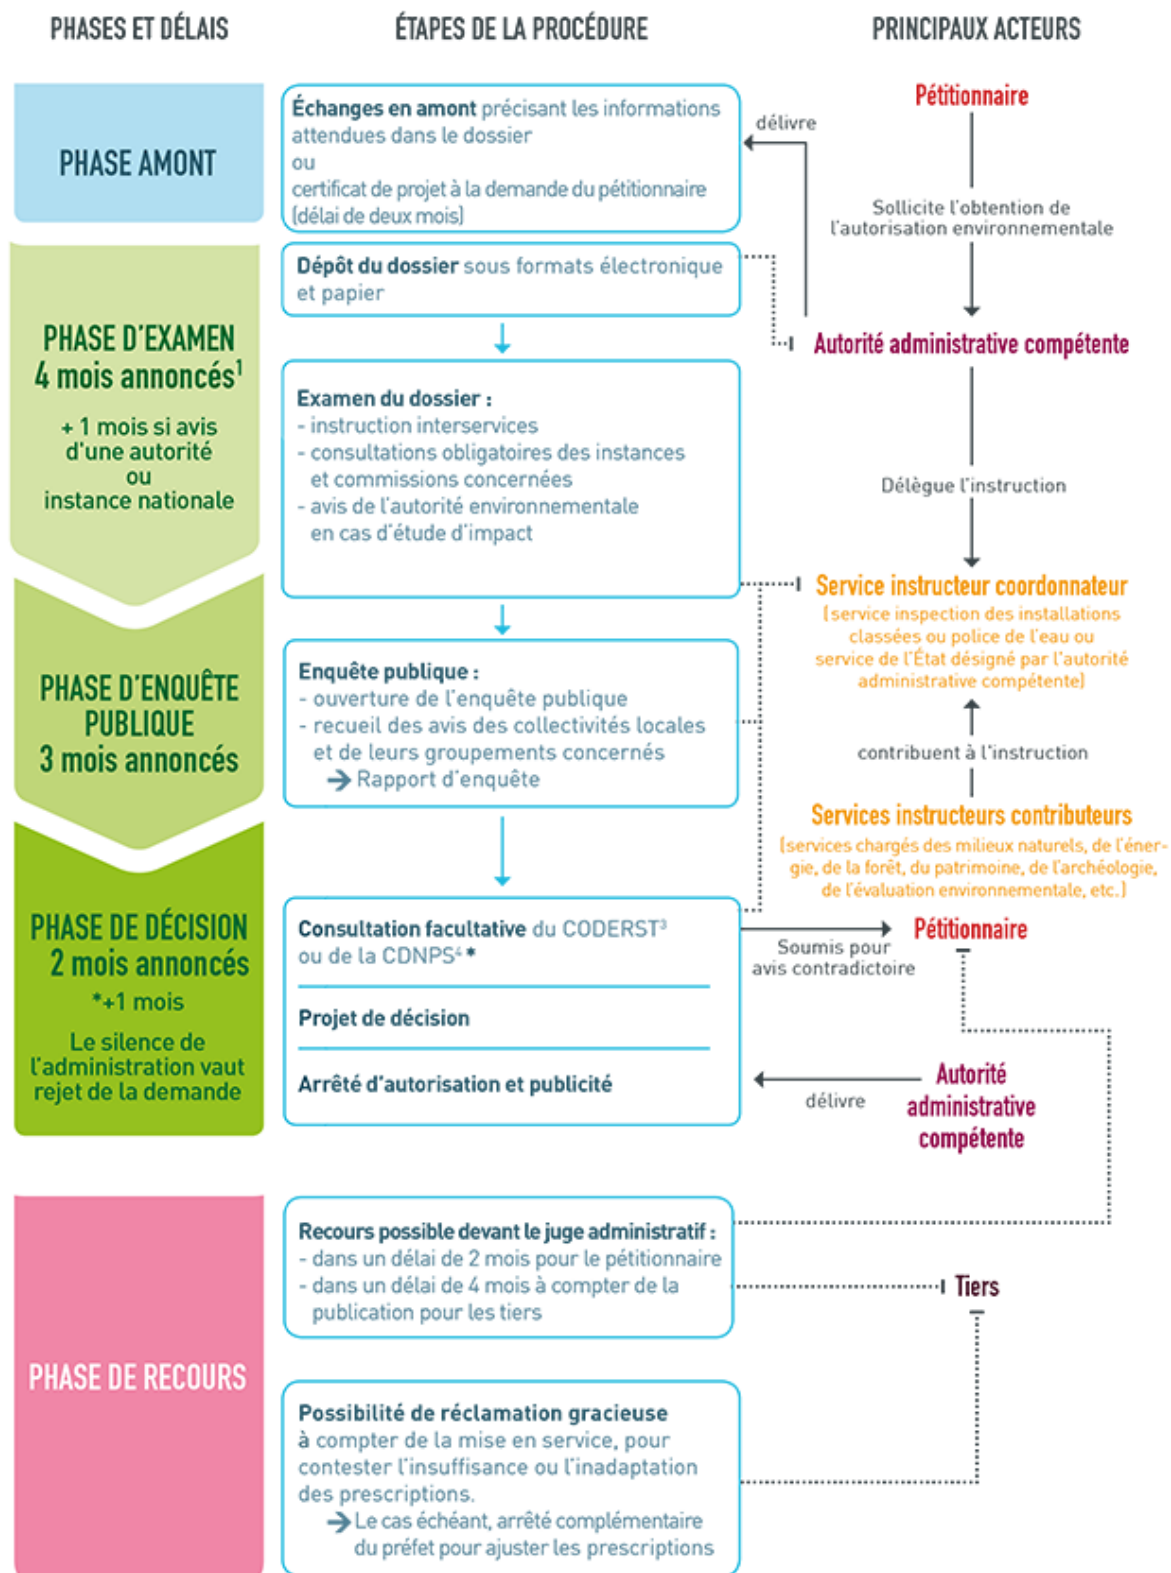 PHASES ET DÉLAIS
ÉTAPES DE LA PROCÉDURE
PRINCIPAUX ACTEURS
PHASE AMONT
Échanges en amont précisant les informations
attendues dans le dossier
ou
certificat de projet à la demande du pétitionnaire
(délai de deux mois)
délivre
Pétitionnaire
Sollicite l'obtention de
l'autorisation environnementale
PHASE D'EXAMEN
4 mois annoncés¹
+ 1 mois si avis
d'une autorité
ou
instance nationale
Dépôt du dossier sous formats électronique
et papier
Autorité administrative compétente
Examen du dossier :
- instruction interservices
- consultations obligatoires des instances
et commissions concernées
- avis de l'autorité environnementale
en cas d'étude d'impact
Délègue l'instruction
Service instructeur coordonnateur
(service inspection des installations
classées ou police de l'eau ou
service de l'État désigné par l'autorité
administrative compétente)
PHASE D'ENQUÊTE
PUBLIQUE
3 mois annoncés
Enquête publique :
- ouverture de l'enquête publique
- recueil des avis des collectivités locales
et de leurs groupements concernés
→ Rapport d'enquête
contribuent à l'instruction
Services instructeurs contributeurs
(services chargés des milieux naturels, de l'éner-
gie, de la forêt, du patrimoine, de l'archéologie,
de l'évaluation environnementale, etc.)
PHASE DE DÉCISION
2 mois annoncés
*+1 mois
Le silence de
l'administration vaut
rejet de la demande
Consultation facultative du CODERST³
ou de la CDNPS⁴ *
Projet de décision
Arrêté d'autorisation et publicité
Soumis pour
avis contradictoire
Pétitionnaire
délivre
Autorité
administrative
compétente
PHASE DE RECOURS
Recours possible devant le juge administratif :
- dans un délai de 2 mois pour le pétitionnaire
- dans un délai de 4 mois à compter de la
publication pour les tiers
Tiers
Possibilité de réclamation gracieuse
à compter de la mise en service, pour
contester l'insuffisance ou l'inadaptation
des prescriptions.
→ Le cas échéant, arrêté complémentaire
du préfet pour ajuster les prescriptions